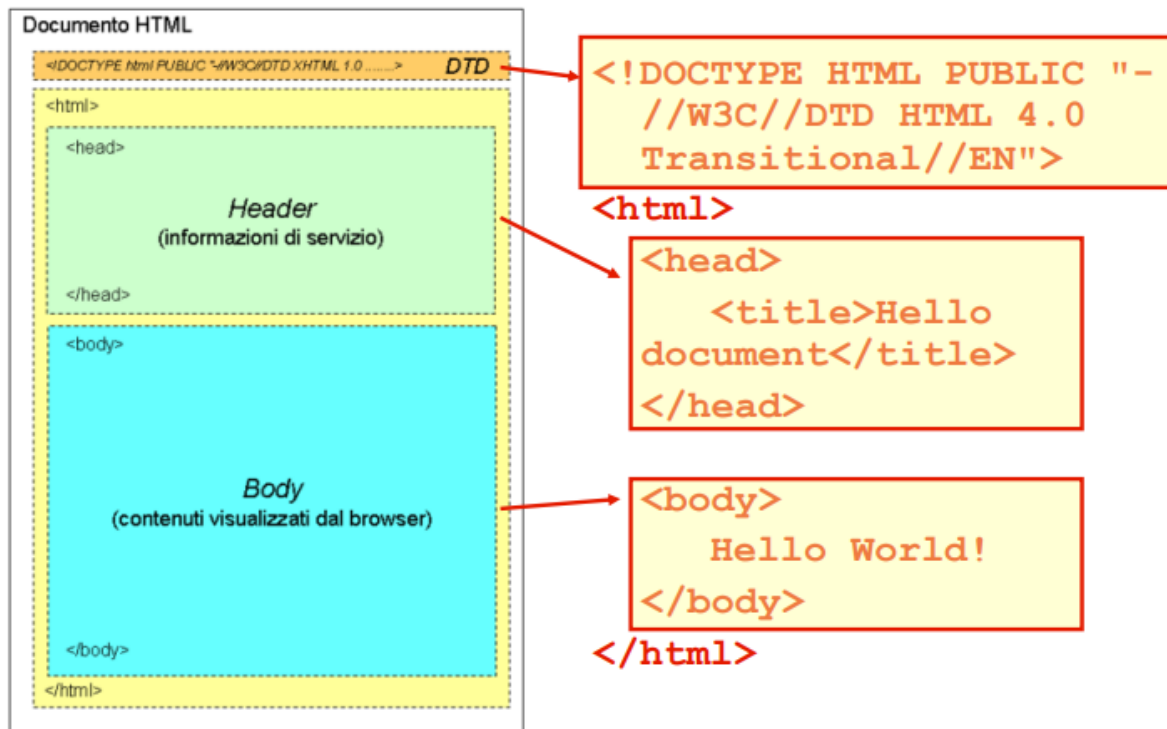 Documento HTML
<!DOCTYPE html PUBLIC "-//W3C//DTD XHTML 1.0 .......> DTD
<html>
<head>
Header
(informazioni di servizio)
</head>
<body>
Body
(contenuti visualizzati dal browser)
</body>
</html>
<!DOCTYPE HTML PUBLIC "-
//W3C//DTD HTML 4.0
Transitional//EN">
<html>
<head>
<title>Hello
document</title>
</head>
<body>
Hello World!
</body>
</html>